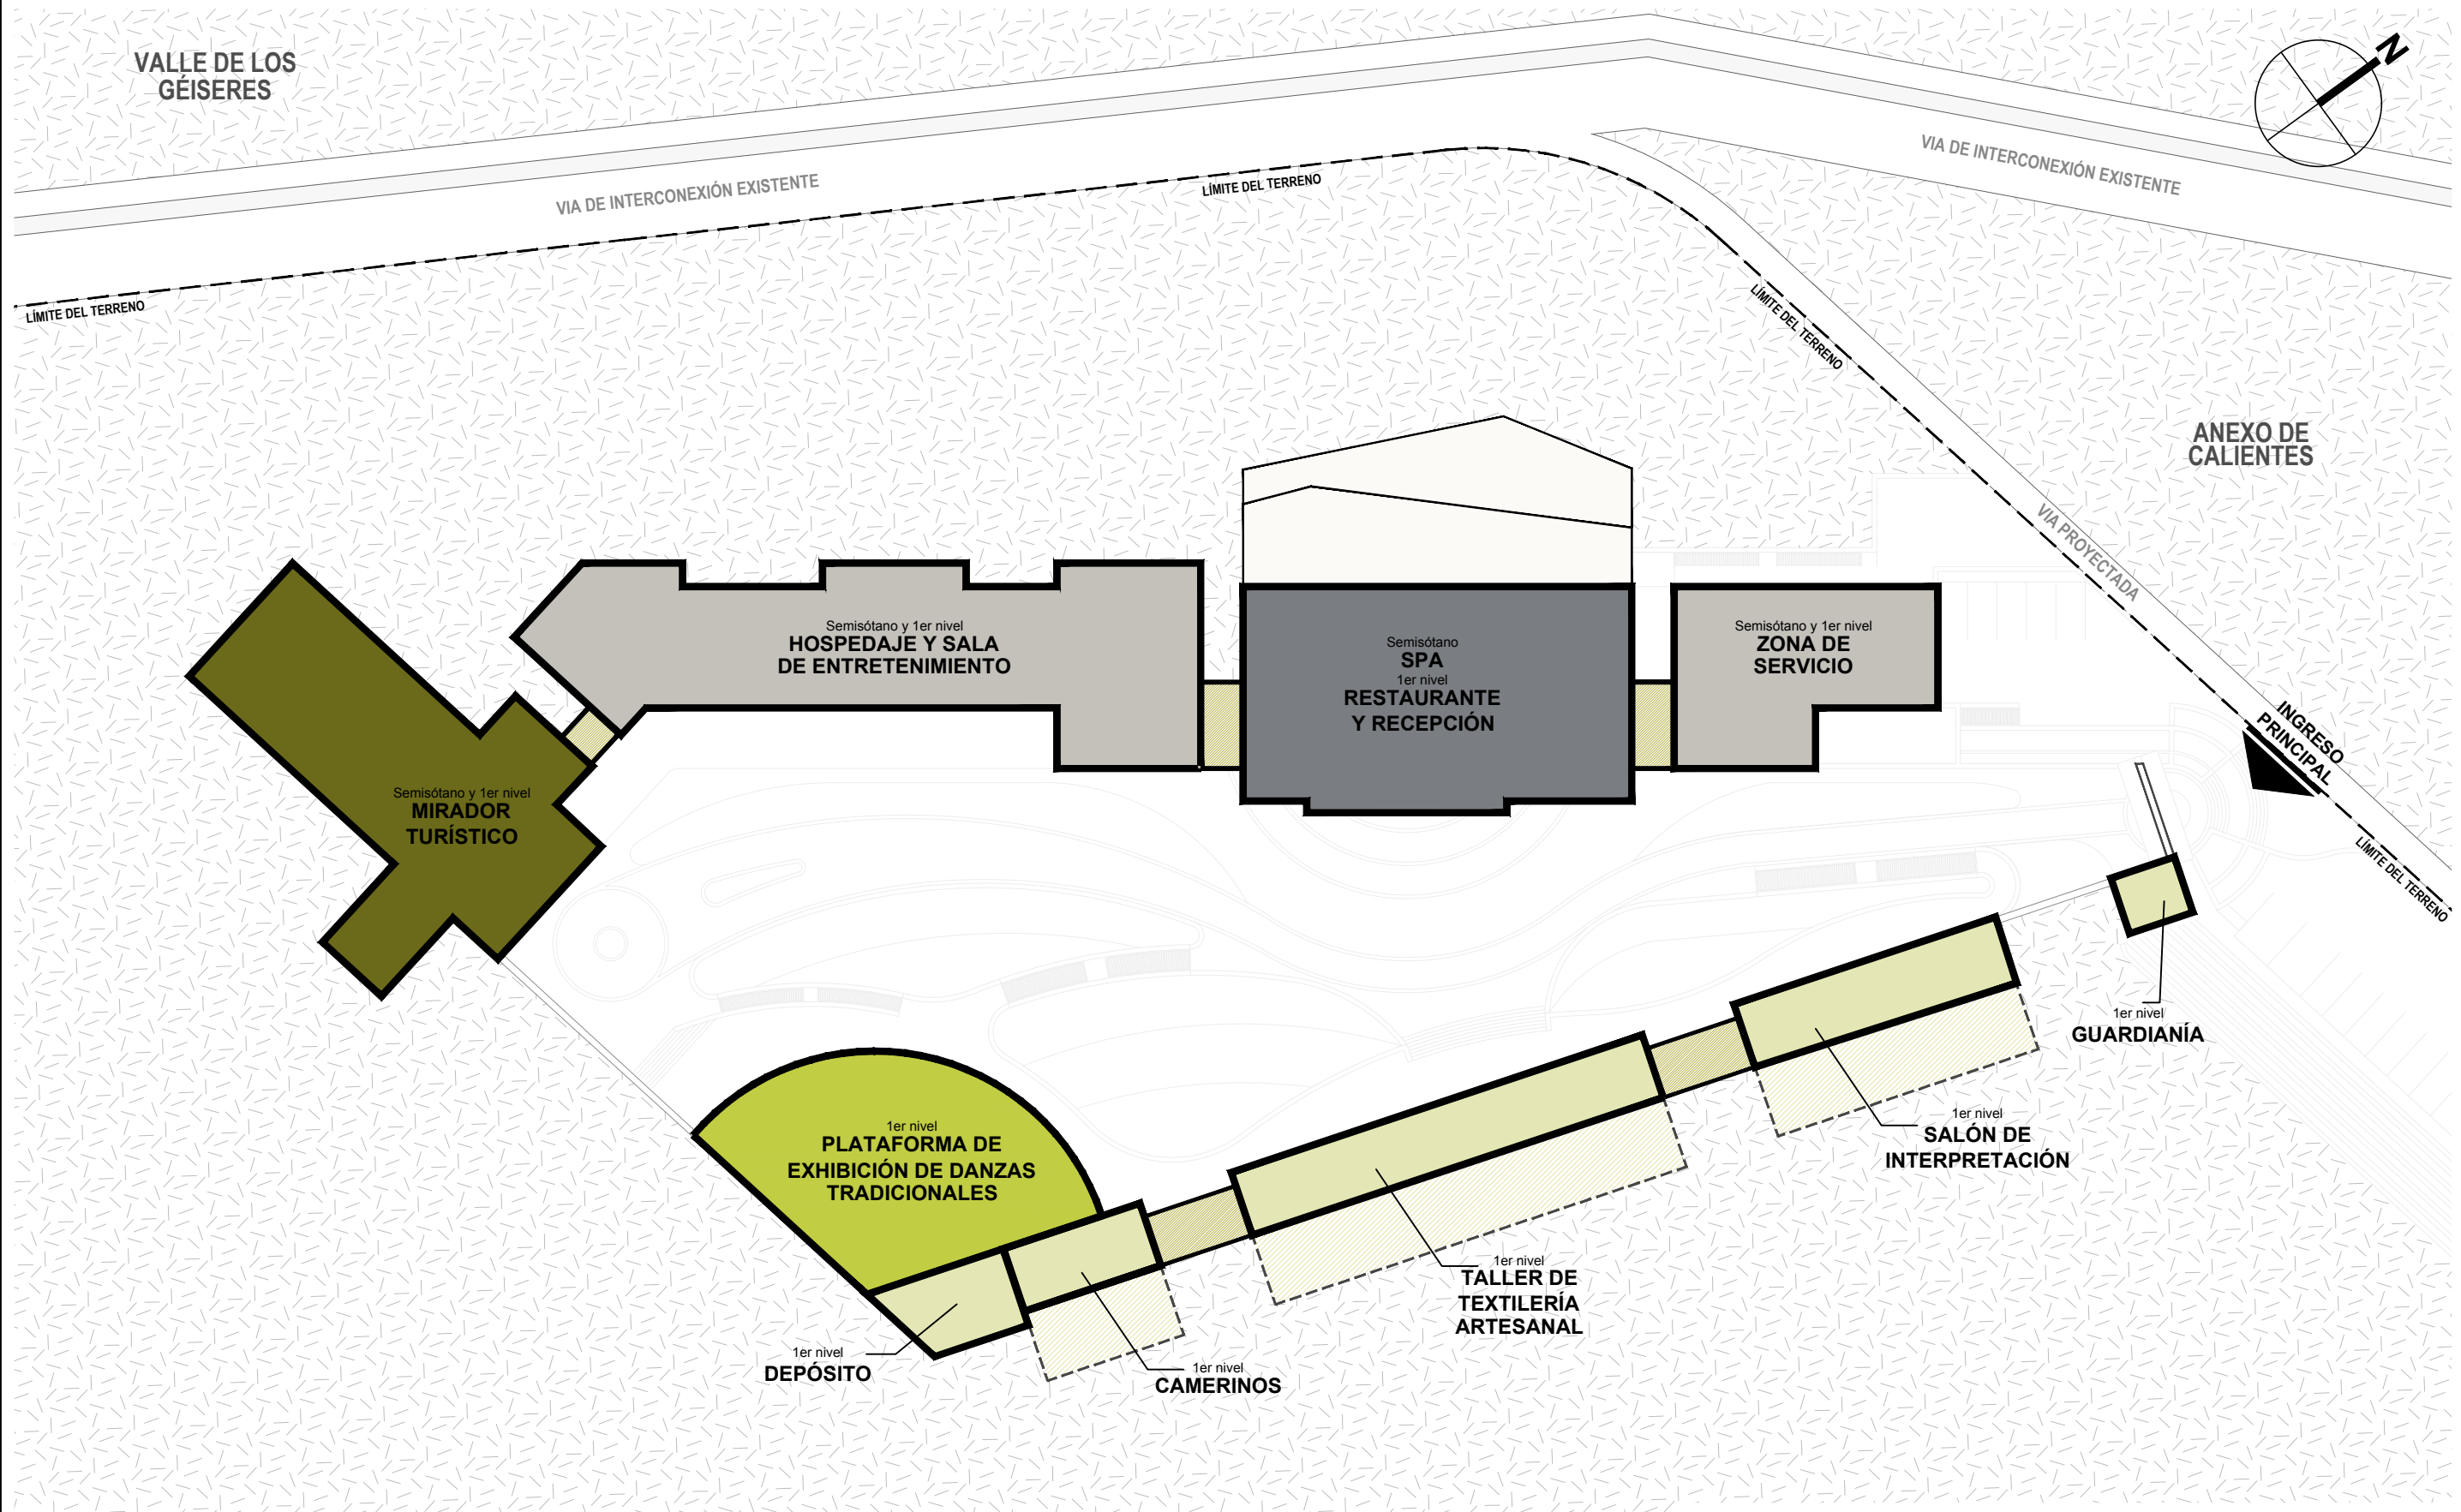 VALLE DE LOS
GÉISERES
N
VIA DE INTERCONEXIÓN EXISTENTE
LÍMITE DEL TERRENO
VIA DE INTERCONEXIÓN EXISTENTE
LÍMITE DEL TERRENO
LÍMITE DEL TERRENO
ANEXO DE
CALIENTES
VIA PROYECTADA
Semisótano y 1er nivel
HOSPEDAJE Y SALA
DE ENTRETENIMIENTO
Semisótano
SPA
1er nivel
RESTAURANTE
Y RECEPCIÓN
Semisótano y 1er nivel
ZONA DE
SERVICIO
INGRESO
PRINCIPAL
LÍMITE DEL TERRENO
Semisótano y 1er nivel
MIRADOR
TURÍSTICO
1er nivel
GUARDIANÍA
1er nivel
PLATAFORMA DE
EXHIBICIÓN DE DANZAS
TRADICIONALES
1er nivel
SALÓN DE
INTERPRETACIÓN
1er nivel
TALLER DE
TEXTILERÍA
ARTESANAL
1er nivel
DEPÓSITO
1er nivel
CAMERINOS